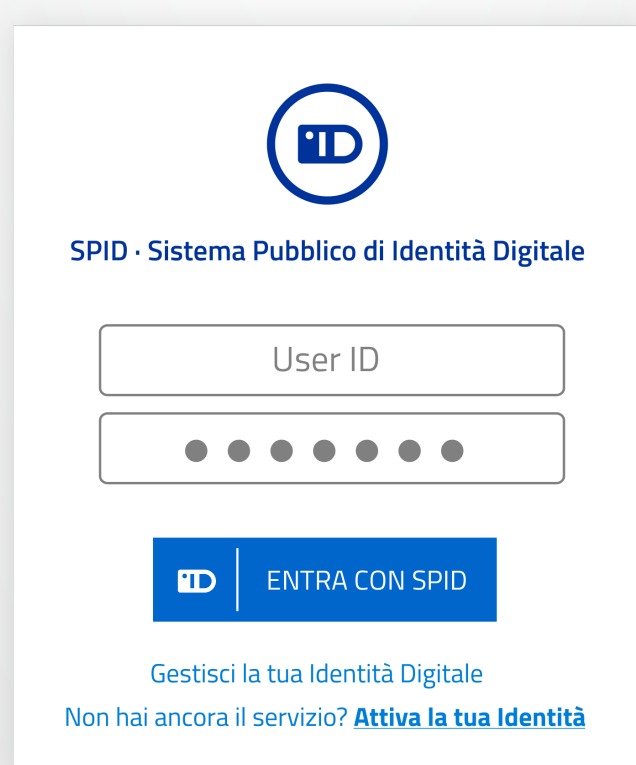 SPID · Sistema Pubblico di Identità Digitale
User ID
ENTRA CON SPID
Gestisci la tua Identità Digitale
Non hai ancora il servizio? Attiva la tua Identità